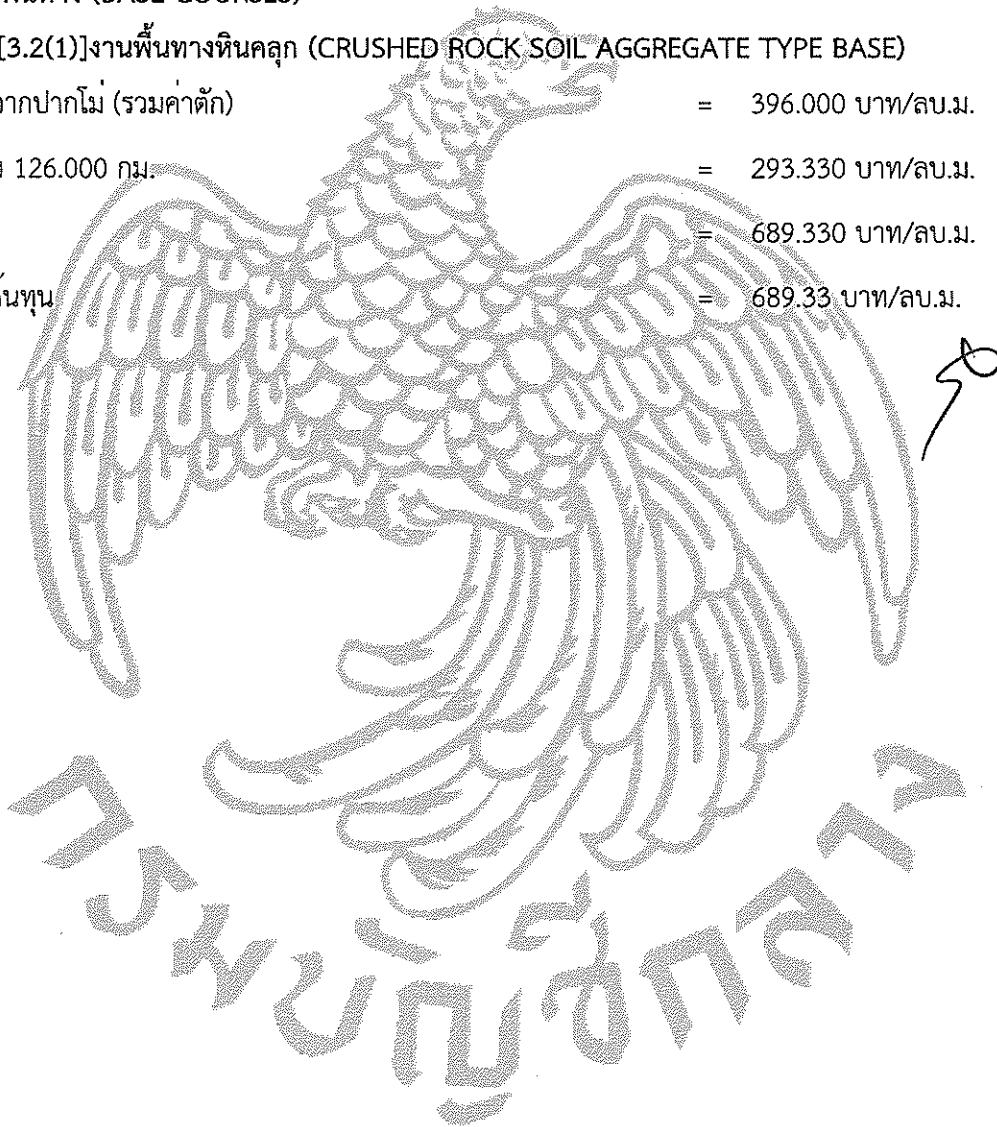 (BASE COURSES)
[3.2(1)]งานพื้นทางหินคลุก (CRUSHED ROCK SOIL AGGREGATE TYPE BASE)
จากปากโม่ (รวมค่าตัก) = 396.000 บาท/ลบ.ม.
126.000 กม. = 293.330 บาท/ลบ.ม.
= 689.330 บาท/ลบ.ม.
ต้นทุน = 689.33 บาท/ลบ.ม.
กรมบัญชีกลาง